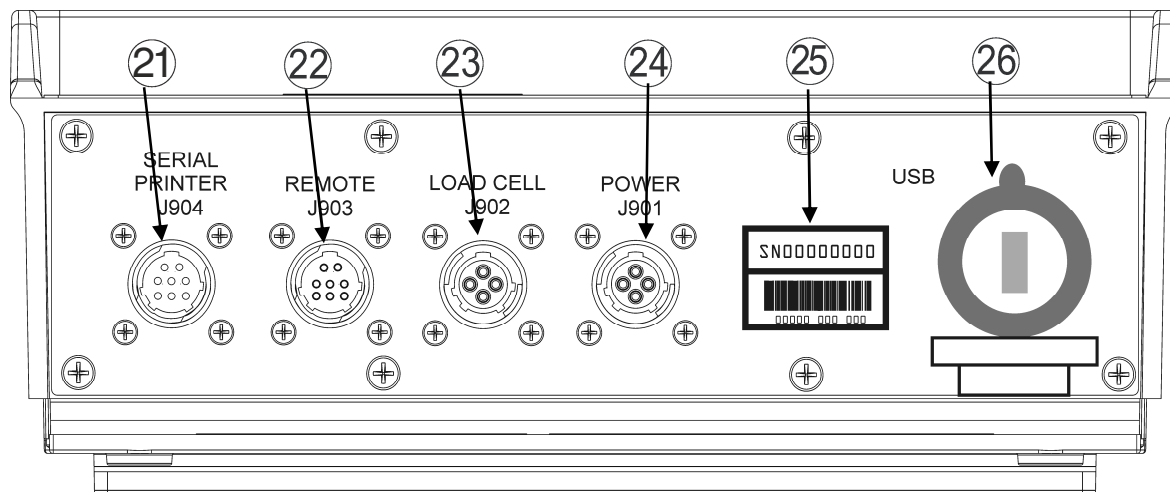 21 22 23 24 25 26
SERIAL
PRINTER
J904
REMOTE
J903
LOAD CELL
J902
POWER
J901
USB
SN00000000